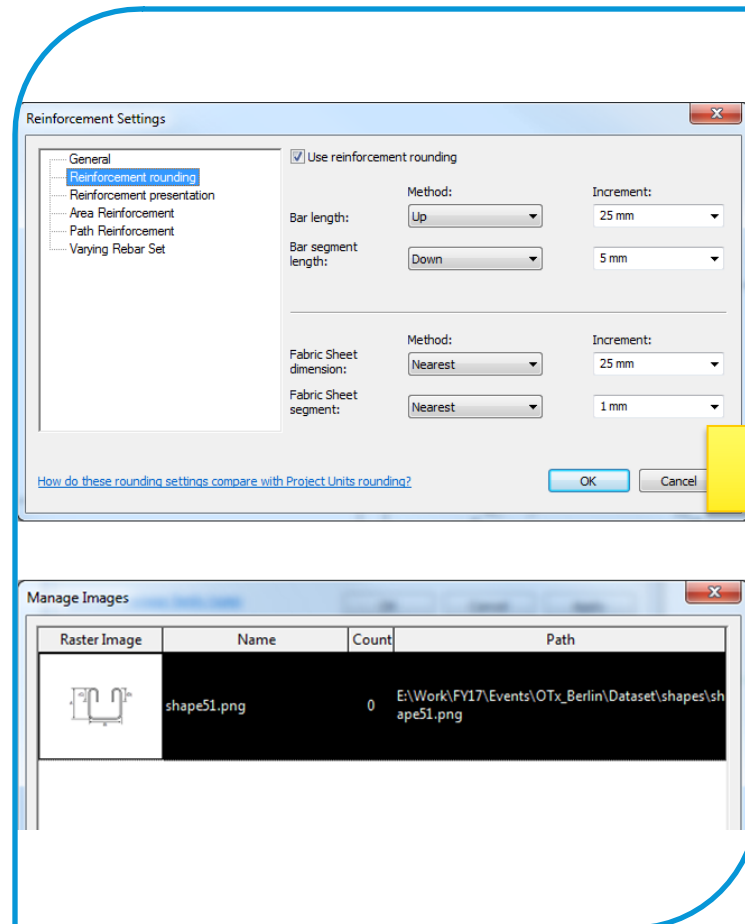 Reinforcement Settings
General
Reinforcement rounding
Reinforcement presentation
Area Reinforcement
Path Reinforcement
Varying Rebar Set
Use reinforcement rounding
Method: Increment:
Bar length: Up 25 mm
Bar segment
length: Down 5 mm
Method: Increment:
Fabric Sheet
dimension: Nearest 25 mm
Fabric Sheet
segment: Nearest 1 mm
How do these rounding settings compare with Project Units rounding?
OK Cancel
Manage Images
Raster Image Name Count Path
shape51.png 0 E:\Work\FY17\Events\OTx_Berlin\Dataset\shapes\sh
ape51.png